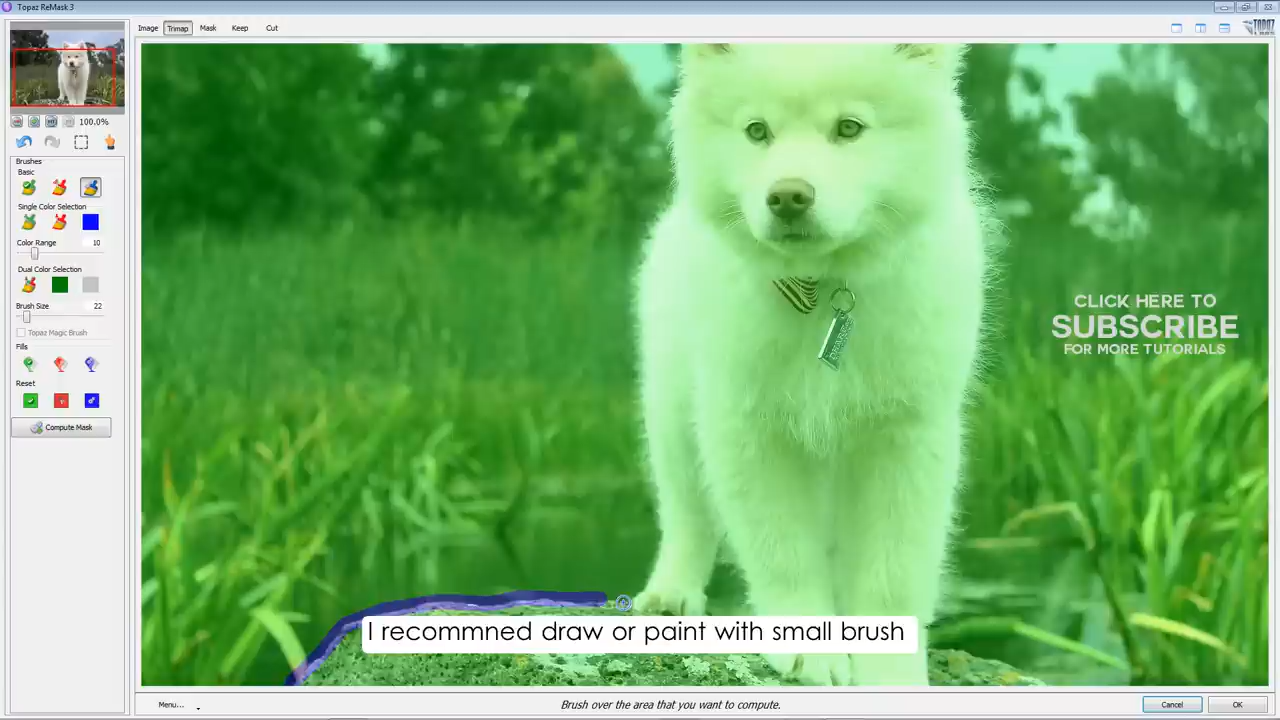 Topaz ReMask 3
Image Trimap Mask Keep Cut
TOPAZ
100.0%
Brushes
Basic
Single Color Selection
Color Range 10
Dual Color Selection
Brush Size 22
Topaz Magic Brush
Fills
Reset
Compute Mask
CLICK HERE TO
SUBSCRIBE
FOR MORE TUTORIALS
I recommned draw or paint with small brush
Menu... Brush over the area that you want to compute. Cancel OK